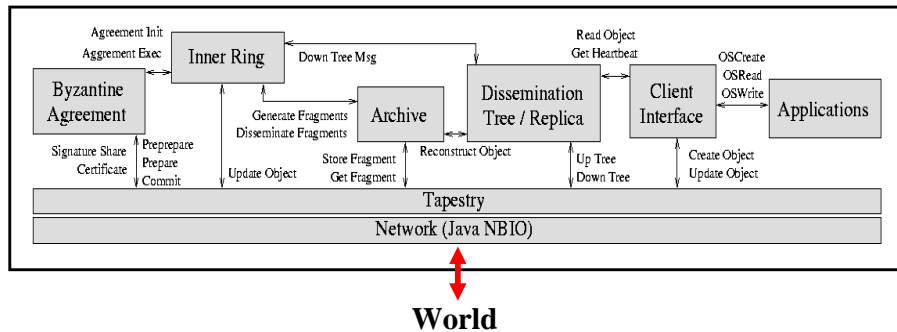 Agreement Init
Aggrement Exec
Inner Ring
Down Tree Msg
Read Object
Get Heartbeat
OSCreate
OSRead
OSWrite
Byzantine
Agreement
Generate Fragments
Disseminate Fragments
Archive
Dissemination
Tree / Replica
Client
Interface
Applications
Signature Share
Certificate
Preprepare
Prepare
Commit
Update Object
Store Fragment
Get Fragment
Reconstruct Object
Up Tree
Down Tree
Create Object
Update Object
Tapestry
Network (Java NBIO)
World